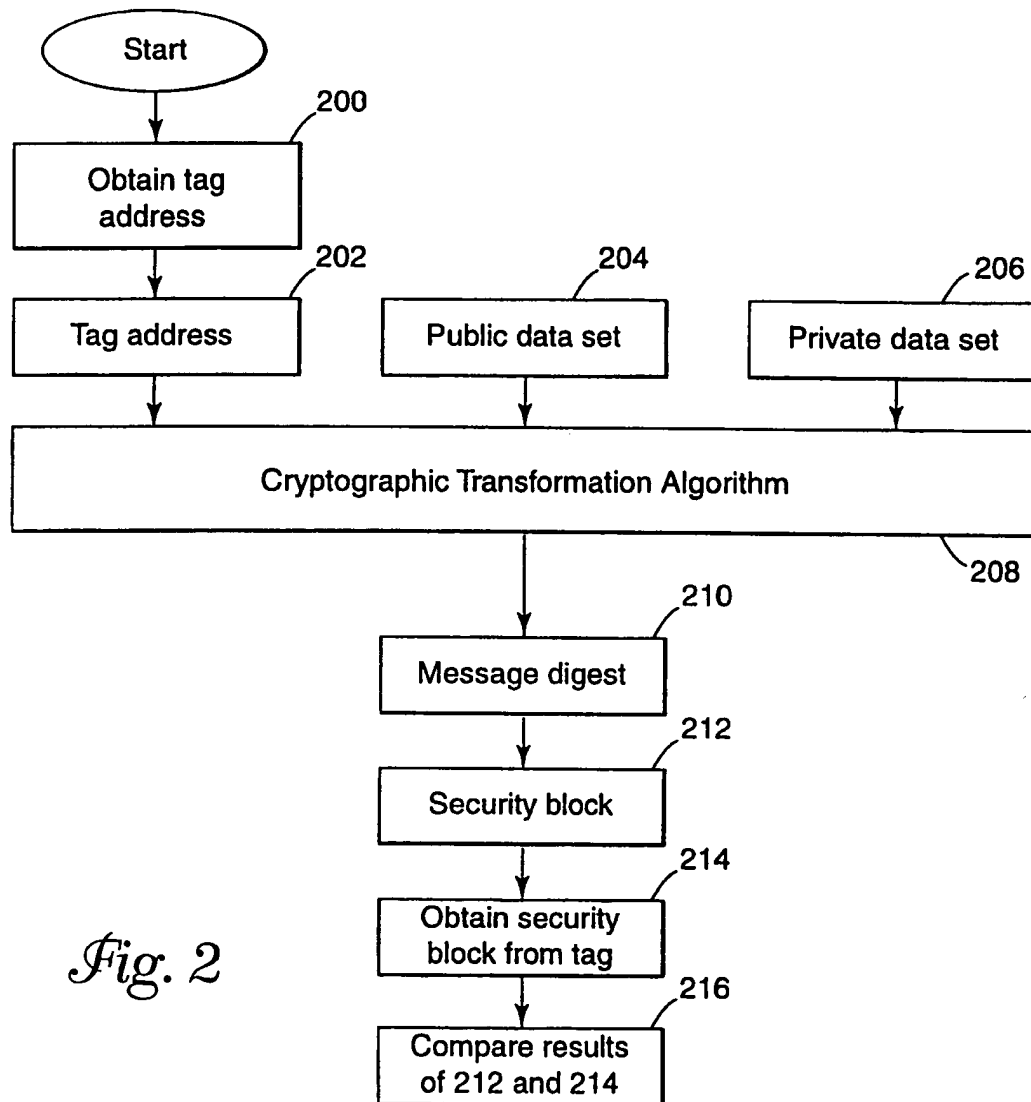 Start
200
Obtain tag
address
202
204
206
Tag address
Public data set
Private data set
Cryptographic Transformation Algorithm
208
210
Message digest
212
Security block
214
Obtain security
block from tag
216
Compare results
of 212 and 214
Fig. 2